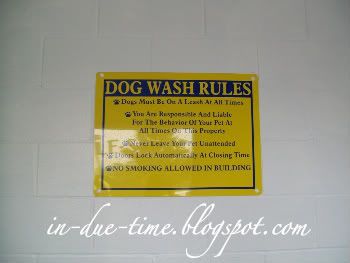 DOG WASH RULES
Dogs Must Be On A Leash At All Times
You Are Responsible And Liable
For The Behavior Of Your Pet At
All Times On This Property
Never Leave Your Pet Unattended
Doors Lock Automatically At Closing Time
NO SMOKING ALLOWED IN BUILDING
in-due-time.blogspot.com